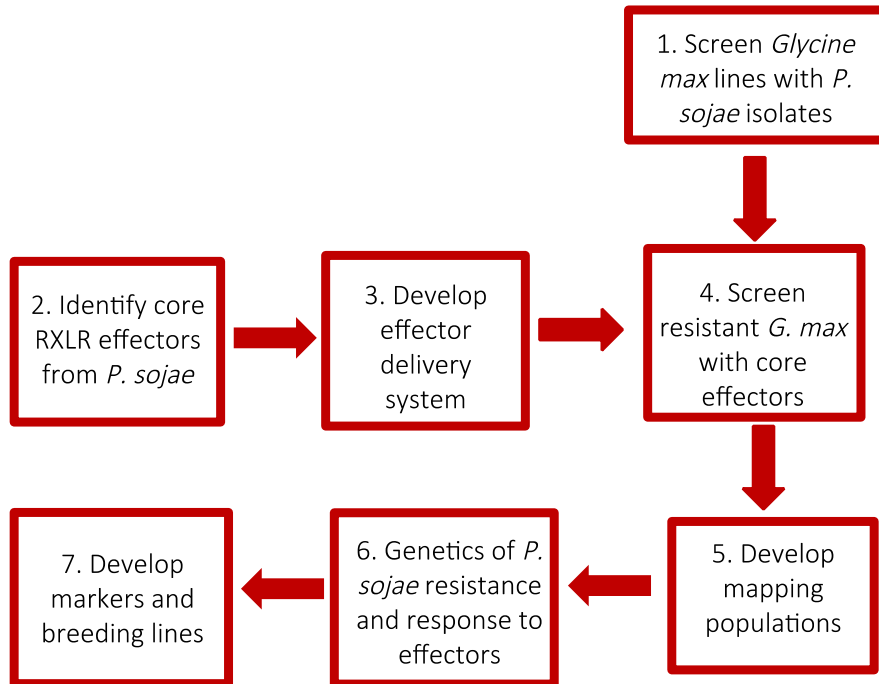 1. Screen Glycine
max lines with P.
sojae isolates
2. Identify core
RXLR effectors
from P. sojae
3. Develop
effector
delivery
system
4. Screen
resistant G. max
with core
effectors
5. Develop
mapping
populations
6. Genetics of P.
sojae resistance
and response to
effectors
7. Develop
markers and
breeding lines